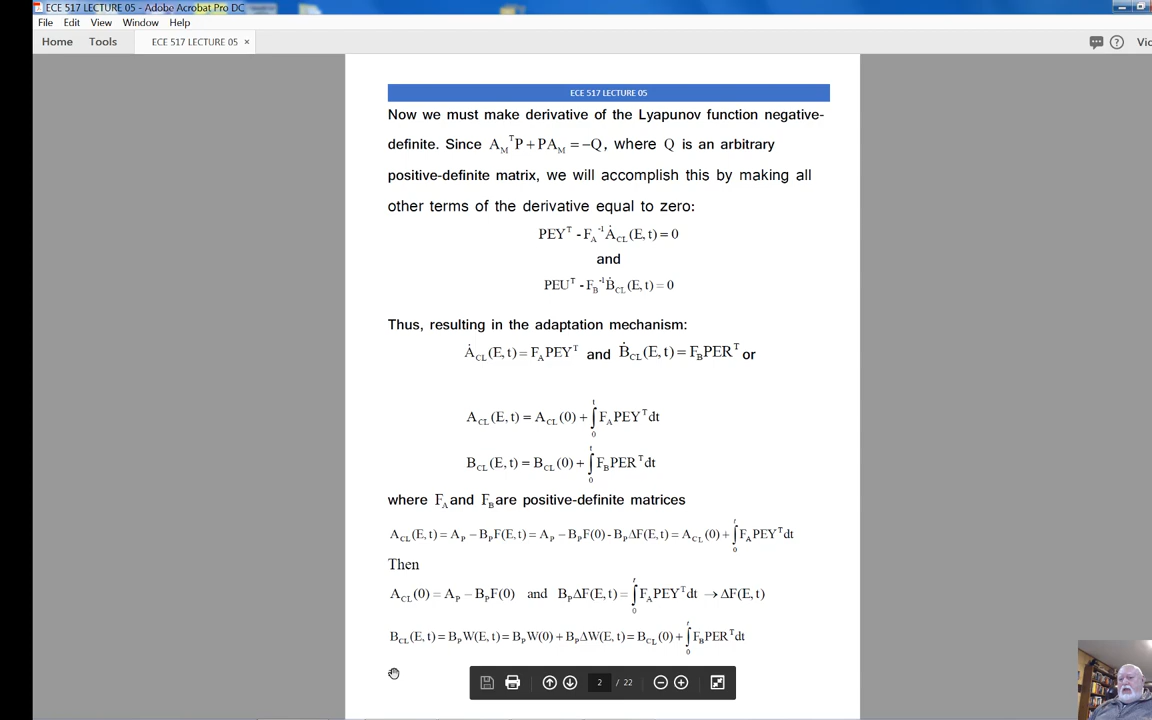 ECE 517 LECTURE 05 - Adobe Acrobat Pro DC
File Edit View Window Help
Home Tools ECE 517 LECTURE 05 × Vic
ECE 517 LECTURE 05
Now we must make derivative of the Lyapunov function negative-
definite. Since A_M^T P + PA_M = −Q, where Q is an arbitrary
positive-definite matrix, we will accomplish this by making all
other terms of the derivative equal to zero:
PEY^T - F_A^-1 Ȧ_CL(E, t) = 0
and
PEU^T - F_B^-1 Ḃ_CL(E, t) = 0
Thus, resulting in the adaptation mechanism:
Ȧ_CL(E, t) = F_A PEY^T and Ḃ_CL(E, t) = F_B PER^T or
A_CL(E, t) = A_CL(0) + ∫_0^t F_A PEY^T dt
B_CL(E, t) = B_CL(0) + ∫_0^t F_B PER^T dt
where F_A and F_B are positive-definite matrices
A_CL(E, t) = A_P − B_P F(E, t) = A_P − B_P F(0) - B_P ΔF(E, t) = A_CL(0) + ∫_0^t F_A PEY^T dt
Then
A_CL(0) = A_P − B_P F(0) and B_P ΔF(E, t) = ∫_0^t F_A PEY^T dt → ΔF(E, t)
B_CL(E, t) = B_P W(E, t) = B_P W(0) + B_P ΔW(E, t) = B_CL(0) + ∫_0^t F_B PER^T dt
2 / 22